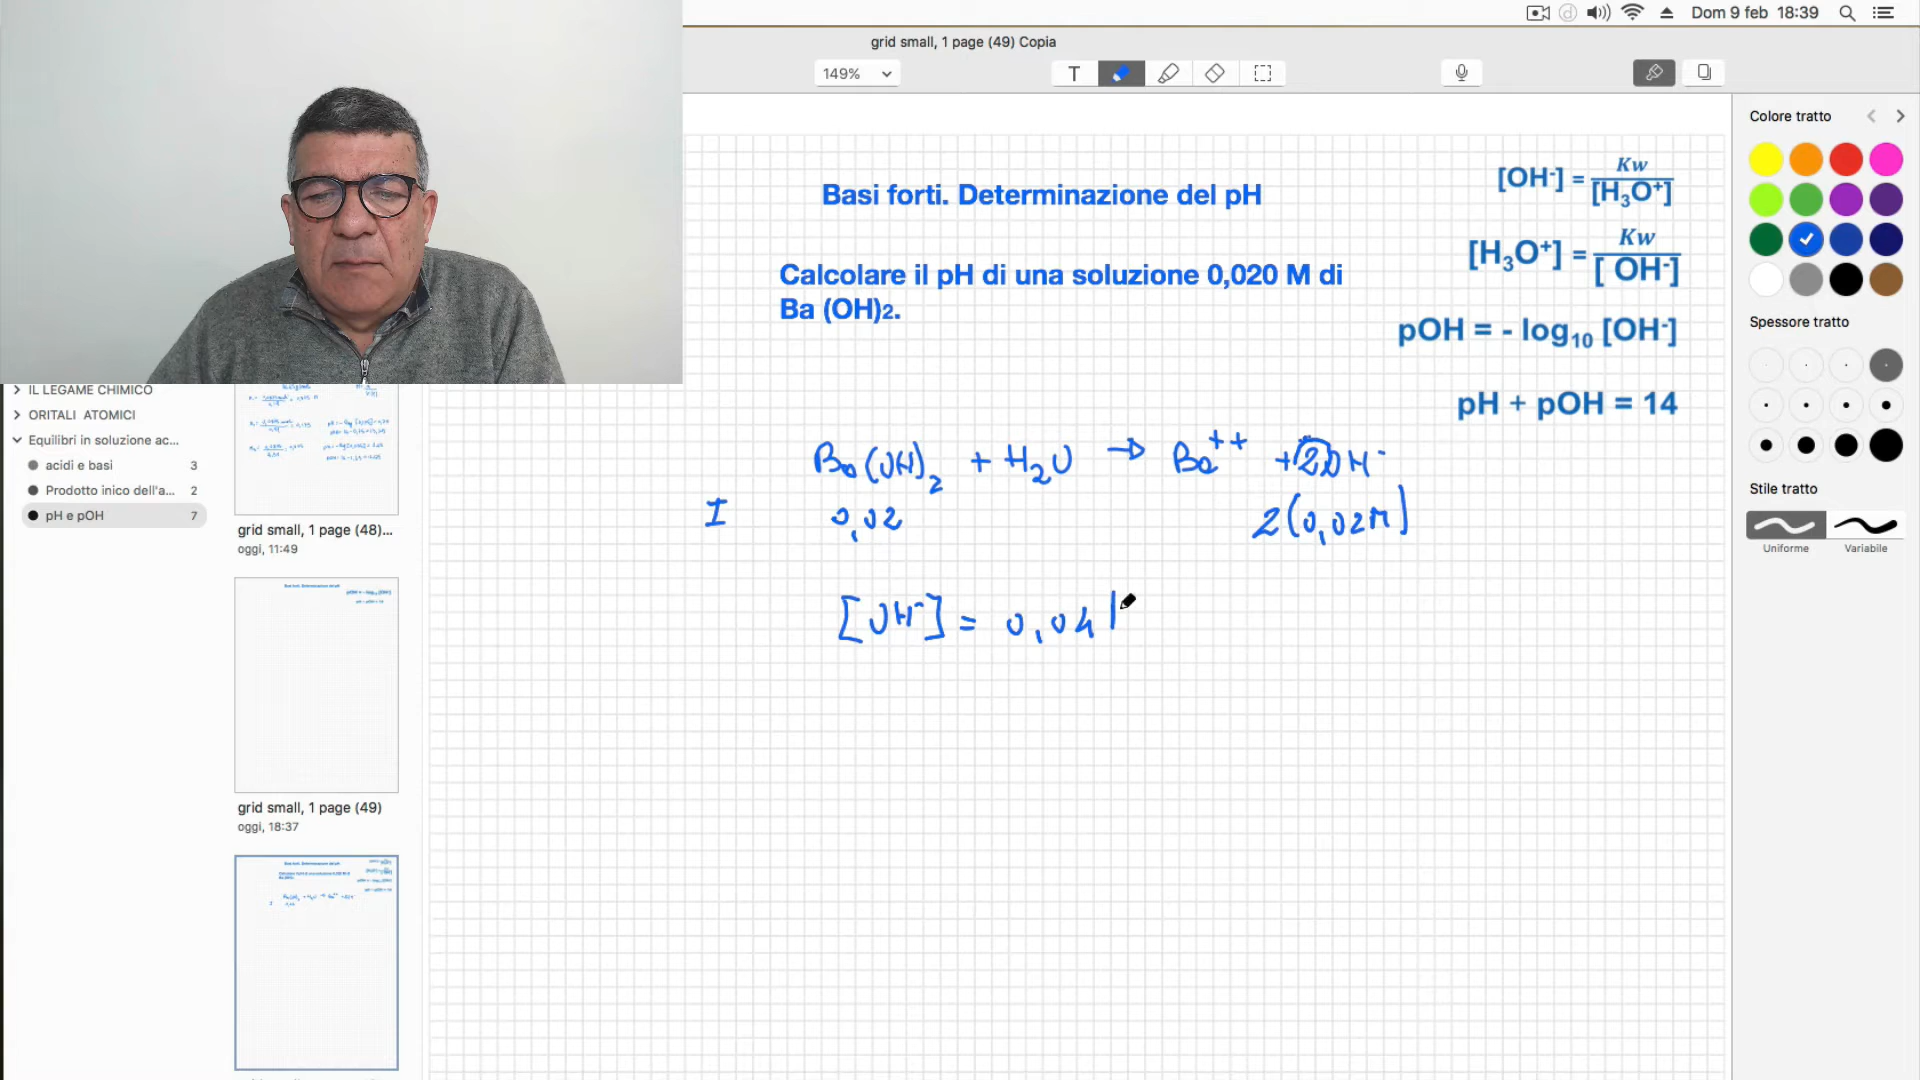 Dom 9 feb 18:39
grid small, 1 page (49) Copia
149%
T
Colore tratto
Spessore tratto
Stile tratto
Uniforme Variabile
IL LEGAME CHIMICO
ORITALI ATOMICI
Equilibri in soluzione ac...
acidi e basi 3
Prodotto inico dell'a... 2
pH e pOH 7
grid small, 1 page (48)...
oggi, 11:49
grid small, 1 page (49)
oggi, 18:37
Basi forti. Determinazione del pH
Calcolare il pH di una soluzione 0,020 M di
Ba (OH)2.
[OH-] = Kw / [H3O+]
[H3O+] = Kw / [ OH-]
pOH = - log10 [OH-]
pH + pOH = 14
Ba(OH)2 + H2O → Ba++ + 2OH-
I 0,02 2(0,02M)
[OH-] = 0,04